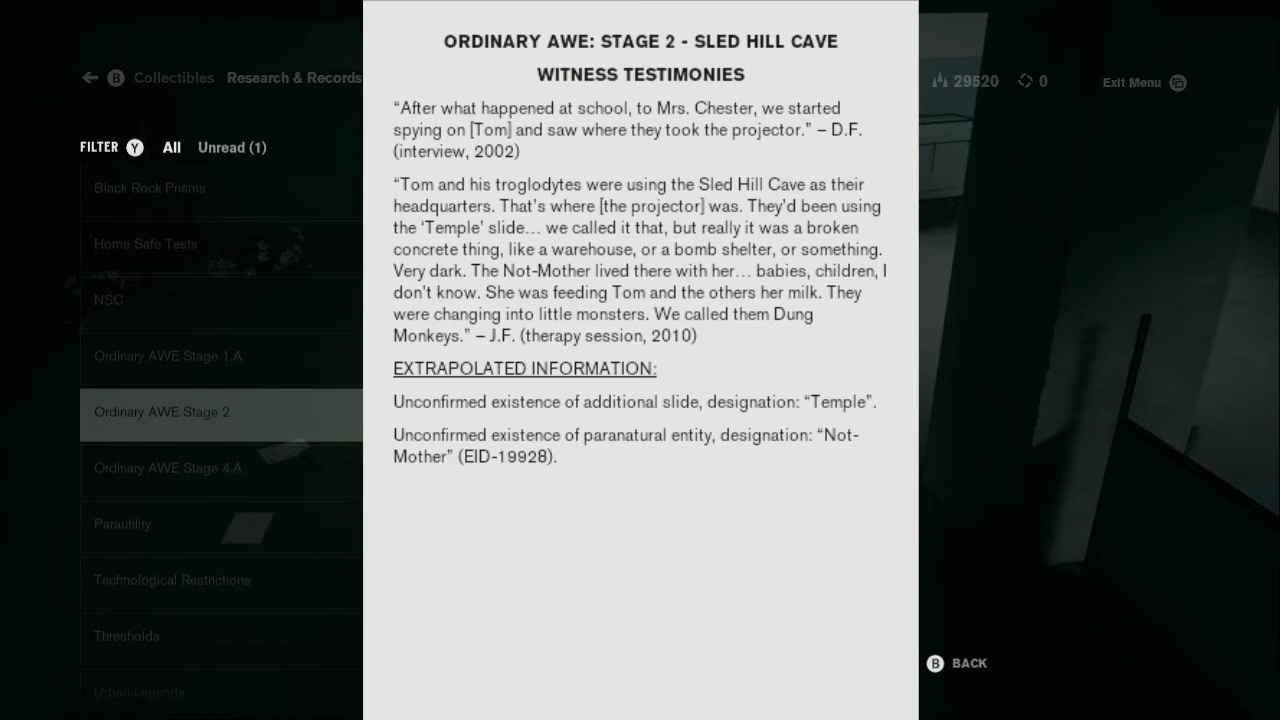 ORDINARY AWE: STAGE 2 - SLED HILL CAVE
WITNESS TESTIMONIES
“After what happened at school, to Mrs. Chester, we started
spying on [Tom] and saw where they took the projector.” – D.F.
(interview, 2002)
“Tom and his troglodytes were using the Sled Hill Cave as their
headquarters. That’s where [the projector] was. They’d been using
the ‘Temple’ slide… we called it that, but really it was a broken
concrete thing, like a warehouse, or a bomb shelter, or something.
Very dark. The Not-Mother lived there with her… babies, children, I
don’t know. She was feeding Tom and the others her milk. They
were changing into little monsters. We called them Dung
Monkeys.” – J.F. (therapy session, 2010)
EXTRAPOLATED INFORMATION:
Unconfirmed existence of additional slide, designation: “Temple”.
Unconfirmed existence of paranatural entity, designation: “Not-
Mother” (EID-19928).
B Collectibles Research & Records
29520 0 Exit Menu
FILTER Y All Unread (1)
Black Rock Prisms
Home Safe Tests
NSC
Ordinary AWE Stage 1.A
Ordinary AWE Stage 2
Ordinary AWE Stage 4.A
Parautility
Technological Restrictions
Thresholds
Urban Legends
B BACK